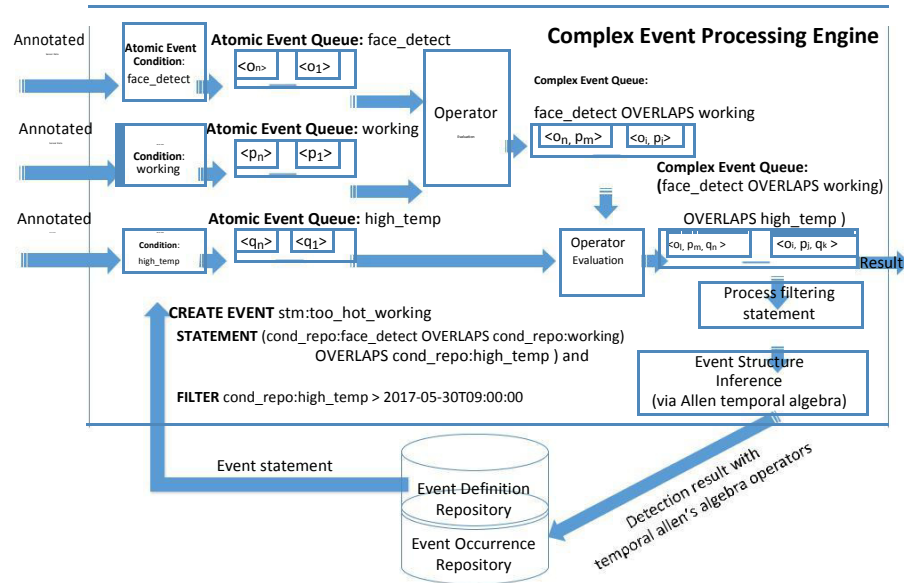 Complex Event Processing Engine
Annotated
Atomic Event
Condition:
face_detect
Atomic Event Queue: face_detect
<on>
<o1>
Operator
Evaluation
Complex Event Queue:
face_detect OVERLAPS working
<on, pm>
<oi, pj>
Annotated
Condition:
working
Atomic Event Queue: working
<pn>
<p1>
Complex Event Queue:
(face_detect OVERLAPS working)
OVERLAPS high_temp )
Annotated
Condition:
high_temp
Atomic Event Queue: high_temp
<qn>
<q1>
Operator
Evaluation
<ol, pm, qn >
<oi, pj, qk >
Result
Process filtering
statement
CREATE EVENT stm:too_hot_working
STATEMENT (cond_repo:face_detect OVERLAPS cond_repo:working)
OVERLAPS cond_repo:high_temp ) and
FILTER cond_repo:high_temp > 2017-05-30T09:00:00
Event Structure
Inference
(via Allen temporal algebra)
Event statement
Event Definition
Repository
Event Occurrence
Repository
Detection result with
temporal allen's algebra operators